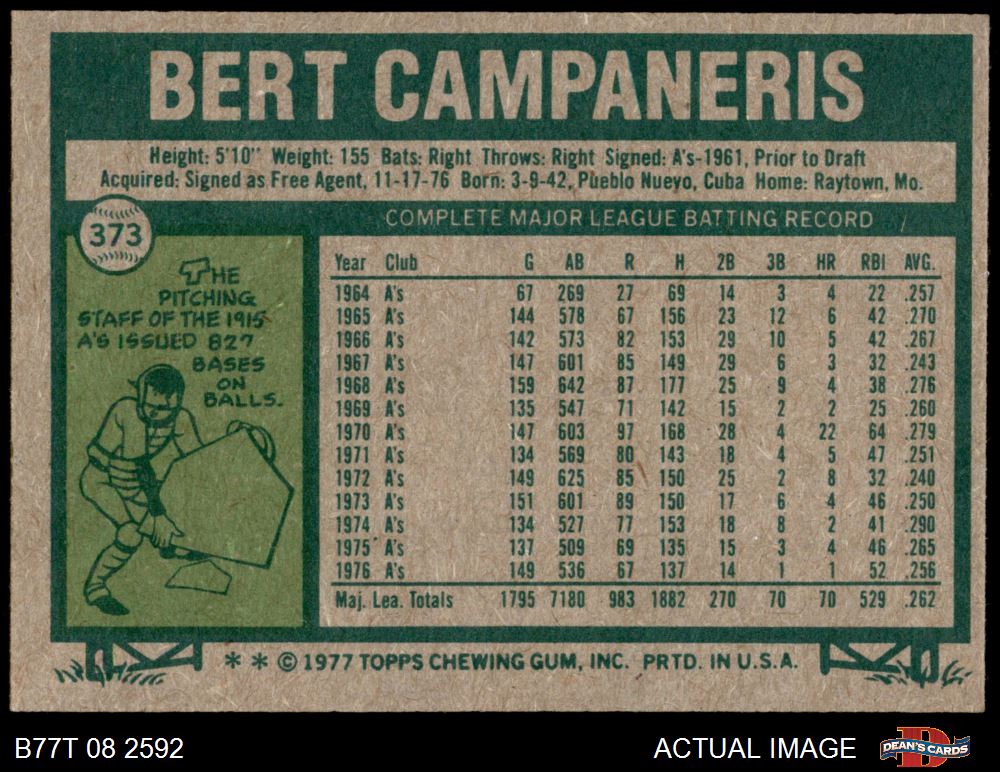 BERT CAMPANERIS
Height: 5'10" Weight: 155 Bats: Right Throws: Right Signed: A's-1961, Prior to Draft
Acquired: Signed as Free Agent, 11-17-76 Born: 3-9-42, Pueblo Nuevo, Cuba Home: Raytown, Mo.
373
COMPLETE MAJOR LEAGUE BATTING RECORD
THE
PITCHING
STAFF OF THE 1915
A'S ISSUED 827
BASES
ON
BALLS.
Year Club G AB R H 2B 3B HR RBI AVG.
1964 A's 67 269 27 69 14 3 4 22 .257
1965 A's 144 578 67 156 23 12 6 42 .270
1966 A's 142 573 82 153 29 10 5 42 .267
1967 A's 147 601 85 149 29 6 3 32 .243
1968 A's 159 642 87 177 25 9 4 38 .276
1969 A's 135 547 71 142 15 2 2 25 .260
1970 A's 147 603 97 168 28 4 22 64 .279
1971 A's 134 569 80 143 18 4 5 47 .251
1972 A's 149 625 85 150 25 2 8 32 .240
1973 A's 151 601 89 150 17 6 4 46 .250
1974 A's 134 527 77 153 18 8 2 41 .290
1975 A's 137 509 69 135 15 3 4 46 .265
1976 A's 149 536 67 137 14 1 1 52 .256
Maj. Lea. Totals 1795 7180 983 1882 270 70 70 529 .262
* * © 1977 TOPPS CHEWING GUM, INC. PRTD. IN U.S.A.
B77T 08 2592
ACTUAL IMAGE
DEAN'S CARDS